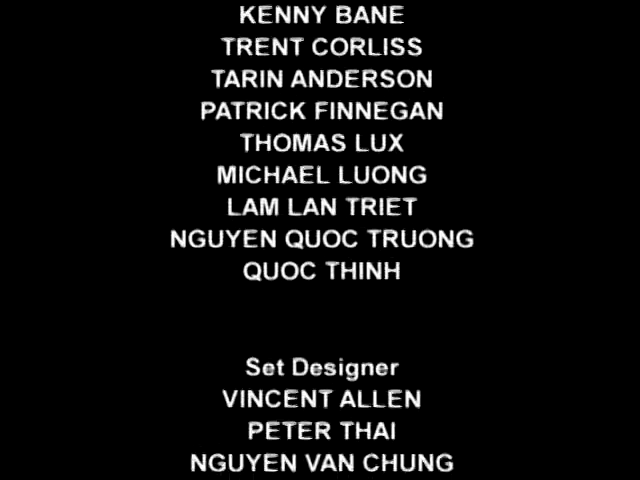 KENNY BANE
TRENT CORLISS
TARIN ANDERSON
PATRICK FINNEGAN
THOMAS LUX
MICHAEL LUONG
LAM LAN TRIET
NGUYEN QUOC TRUONG
QUOC THINH
Set Designer
VINCENT ALLEN
PETER THAI
NGUYEN VAN CHUNG